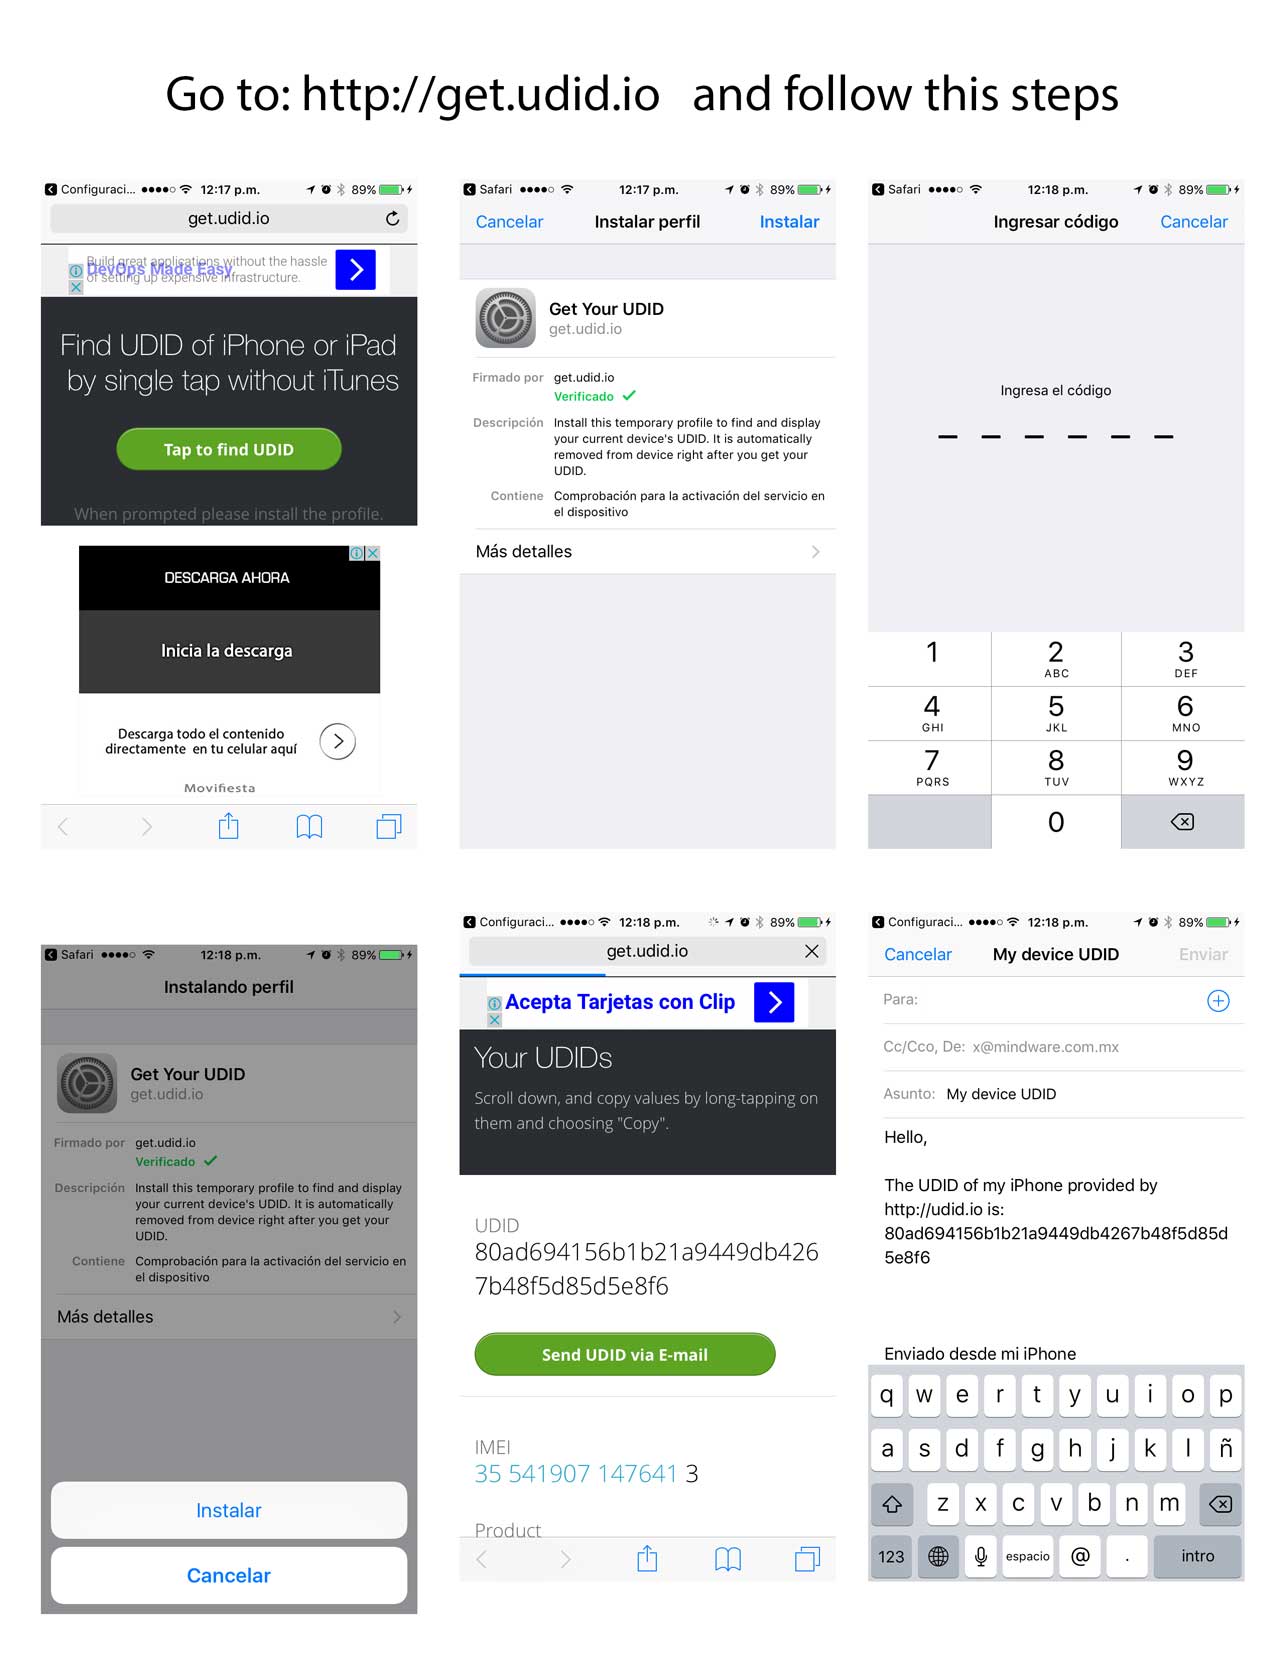 Go to: http://get.udid.io and follow this steps
Configuraci... 12:17 p.m. 89%
get.udid.io
Build great applications without the hassle
DevOps Made Easy.
of setting up expensive infrastructure.
Find UDID of iPhone or iPad
by single tap without iTunes
Tap to find UDID
When prompted please install the profile.
DESCARGA AHORA
Inicia la descarga
Descarga todo el contenido
directamente en tu celular aquí
Movifiesta
Safari 12:17 p.m. 89%
Cancelar Instalar perfil Instalar
Get Your UDID
get.udid.io
Firmado por get.udid.io
Verificado
Descripción Install this temporary profile to find and display
your current device's UDID. It is automatically
removed from device right after you get your
UDID.
Contiene Comprobación para la activación del servicio en
el dispositivo
Más detalles
Safari 12:18 p.m. 89%
Ingresar código Cancelar
Ingresa el código
1 2 3
ABC DEF
4 5 6
GHI JKL MNO
7 8 9
PQRS TUV WXYZ
0
Safari 12:18 p.m. 89%
Instalando perfil
Get Your UDID
get.udid.io
Firmado por get.udid.io
Verificado
Descripción Install this temporary profile to find and display
your current device's UDID. It is automatically
removed from device right after you get your
UDID.
Contiene Comprobación para la activación del servicio en
el dispositivo
Más detalles
Instalar
Cancelar
Configuraci... 12:18 p.m. 89%
get.udid.io
Acepta Tarjetas con Clip
Your UDIDs
Scroll down, and copy values by long-tapping on
them and choosing "Copy".
UDID
80ad694156b1b21a9449db426
7b48f5d85d5e8f6
Send UDID via E-mail
IMEI
35 541907 147641 3
Product
Configuraci... 12:18 p.m. 89%
Cancelar My device UDID Enviar
Para:
Cc/Cco, De: x@mindware.com.mx
Asunto: My device UDID
Hello,
The UDID of my iPhone provided by
http://udid.io is:
80ad694156b1b21a9449db4267b48f5d85d
5e8f6
Enviado desde mi iPhone
q w e r t y u i o p
a s d f g h j k l ñ
z x c v b n m
123 espacio @ . intro